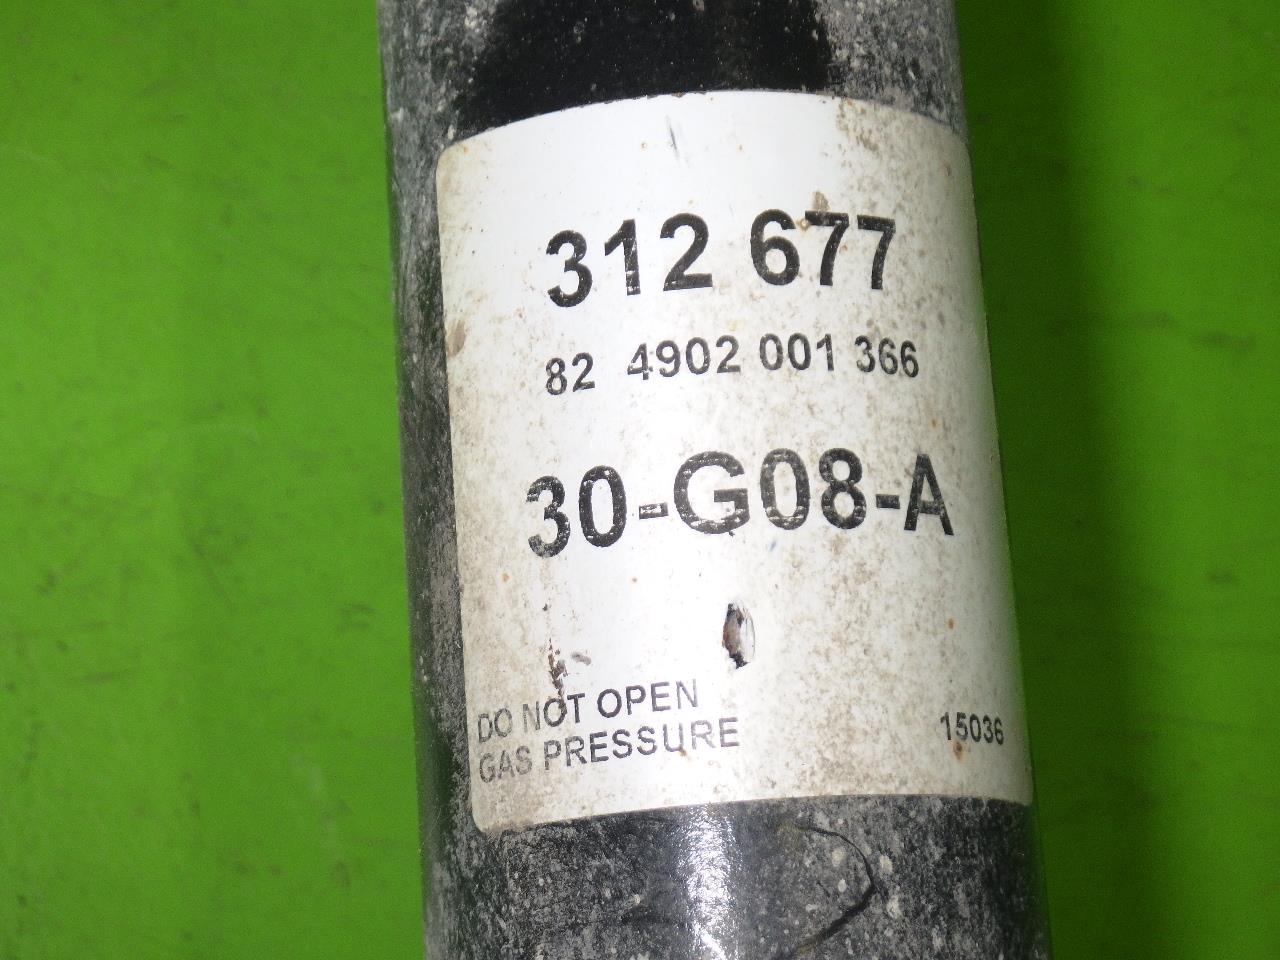 312 677
82 4902 001 366
30-G08-A
DO NOT OPEN
GAS PRESSURE
15036